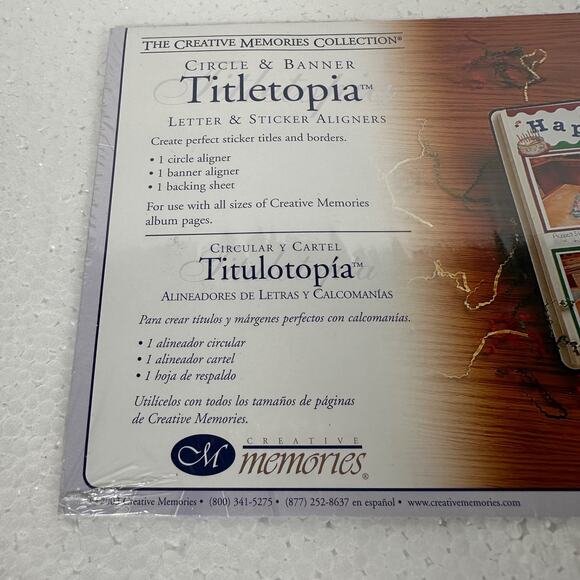 THE CREATIVE MEMORIES COLLECTION®
CIRCLE & BANNER
Titletopia™
LETTER & STICKER ALIGNERS
Create perfect sticker titles and borders.
• 1 circle aligner
• 1 banner aligner
• 1 backing sheet
For use with all sizes of Creative Memories
album pages.
CIRCULAR Y CARTEL
Titulotopía™
ALINEADORES DE LETRAS Y CALCOMANÍAS
Para crear títulos y márgenes perfectos con calcomanías.
• 1 alineador circular
• 1 alineador cartel
• 1 hoja de respaldo
Utilícelos con todos los tamaños de páginas
de Creative Memories.
CM
CREATIVE
memories®
Creative Memories • (800) 341-5275 • (877) 252-8637 en español • www.creativememories.com
Hap